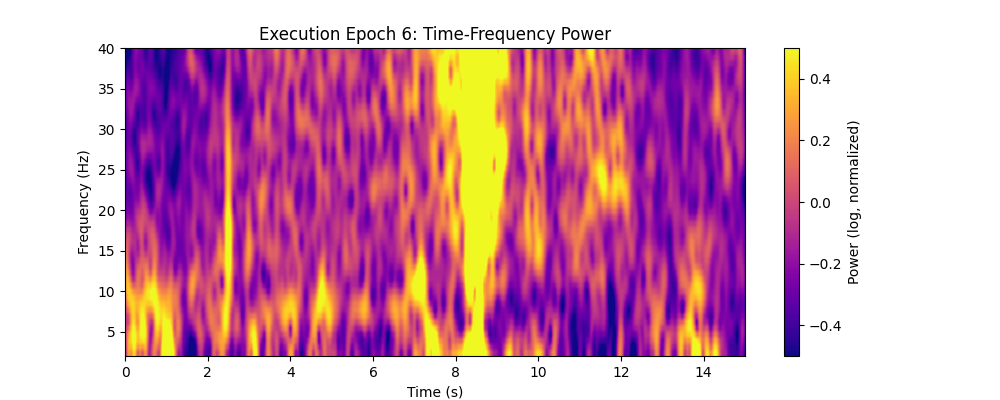 Execution Epoch 6: Time-Frequency Power
40
35
30
25
20
15
10
5
Frequency (Hz)
0 2 4 6 8 10 12 14
Time (s)
0.4
0.2
0.0
−0.2
−0.4
Power (log, normalized)